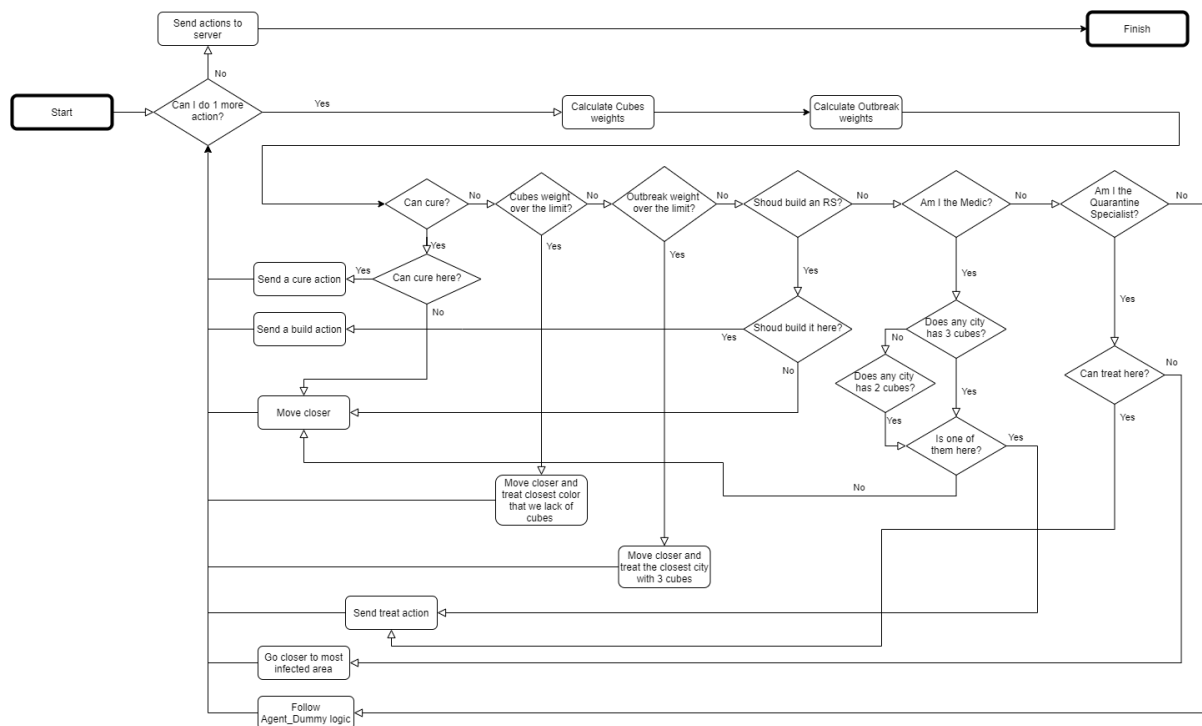 Send actions to
server
Finish
No
Start
Can I do 1 more
action?
Yes
Calculate Cubes
weights
Calculate Outbreak
weights
Can cure?
No
Cubes weight
over the limit?
No
Outbreak weight
over the limit?
No
Shoud build an RS?
No
Am I the Medic?
No
Am I the
Quarantine
Specialist?
No
Yes
Yes
Yes
Yes
Yes
Yes
Send a cure action
Yes
Can cure here?
No
Send a build action
Yes
Shoud build it here?
No
Does any city
has 3 cubes?
No
Does any city
has 2 cubes?
Yes
Yes
Can treat here?
No
Yes
Move closer
Is one of
them here?
Yes
No
Move closer and
treat closest color
that we lack of
cubes
Move closer and
treat the closest city
with 3 cubes
Send treat action
Go closer to most
infected area
Follow
Agent_Dummy logic